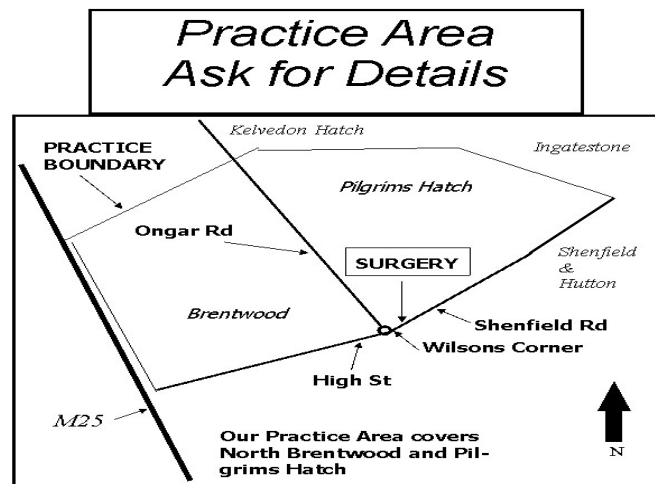 Practice Area
Ask for Details
Kelvedon Hatch
PRACTICE
BOUNDARY
Ingatestone
Pilgrims Hatch
Ongar Rd
SURGERY
Shenfield
&
Hutton
Brentwood
Shenfield Rd
Wilsons Corner
High St
M25
Our Practice Area covers
North Brentwood and Pil-
grims Hatch
N